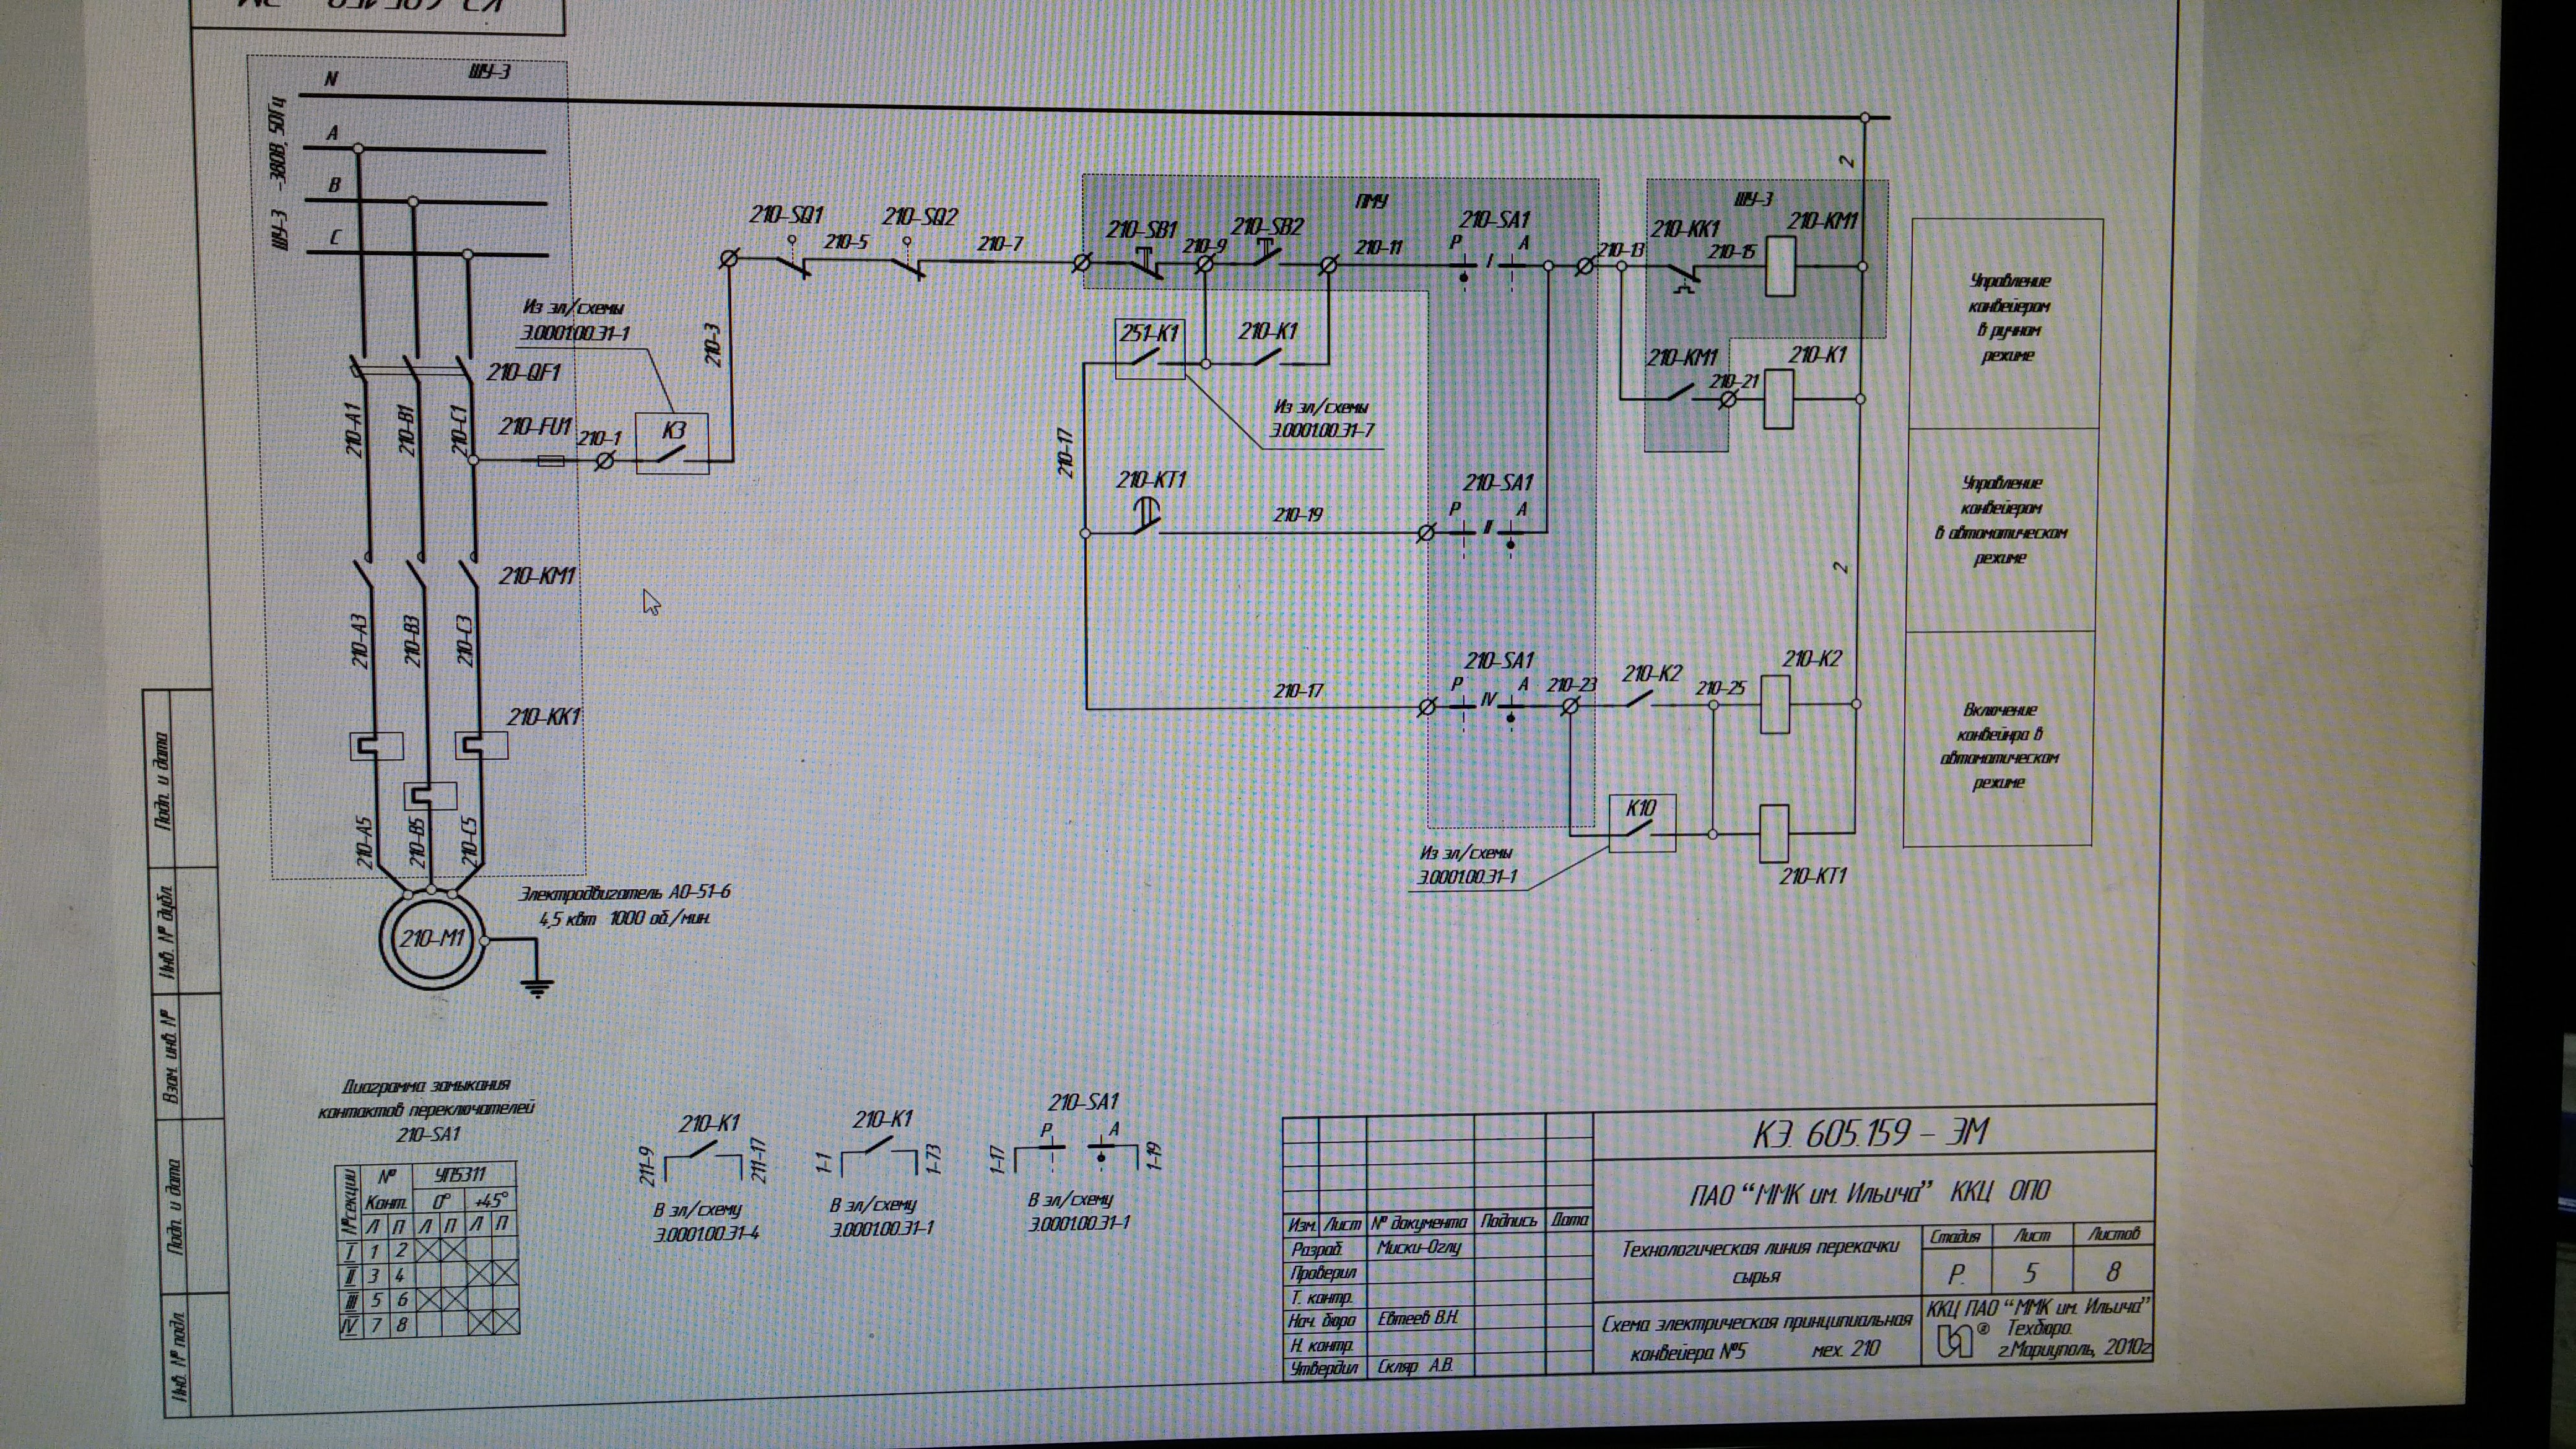 N
ШУ-3
A
B
C
ШУ-3 ~380В, 50Гц
Из эл/схемы
3.0001.00.31-1
210-QF1
210-A1
210-B1
210-C1
210-FU1
210-1
К3
210-3
210-KM1
210-A3
210-B3
210-C3
210-KK1
210-A5
210-B5
210-C5
210-M1
Электродвигатель АО-51-6
4,5 квт 1000 об./мин.
210-SQ1
210-5
210-SQ2
210-7
ПМУ
210-SB1
210-9
210-SB2
210-11
210-SA1
Р I А
210-13
ШУ-3
210-KK1
210-15
210-KM1
2
251-K1
210-K1
Из эл/схемы
3.0001.00.31-7
210-KM1
210-21
210-K1
210-17
210-KT1
210-19
210-SA1
Р II А
2
210-17
210-SA1
Р IV А
210-23
210-K2
210-25
210-K2
К10
Из эл/схемы
3.0001.00.31-1
210-KT1
Управление
конвейером
в ручном
режиме
Управление
конвейером
в автоматическом
режиме
Включение
конвейнра в
автоматическом
режиме
Подп. и дата
Инв. № дубл.
Взам. инв. №
Подп. и дата
Инв. № подл.
Диаграмма замыкания
контактов переключателей
210-SA1
№секции № УП5311
Конт. 0° +45°
Л П Л П Л П
I 1 2
II 3 4
III 5 6
IV 7 8
210-K1
211-9 211-17
В эл/схему
3.0001.00.31-4
210-K1
1-1 1-73
В эл/схему
3.0001.00.31-1
210-SA1
Р А
1-17 1-19
В эл/схему
3.0001.00.31-1
КЭ. 605.159 - ЭМ
ПАО “ММК им. Ильича” ККЦ ОПО
Изм. Лист № документа Подпись Дата
Разраб. Миски-Оглу
Проверил
Т. контр.
Нач. бюро Евтеев В.Н.
Н. контр.
Утвердил Скляр А.В.
Технологическая линия перекачки
сырья
Стадия Лист Листов
Р. 5 8
Схема электрическая принципиальная
конвейера №5 мех. 210
ККЦ ПАО “ММК им. Ильича”
Техбюро.
г.Мариуполь, 2010г